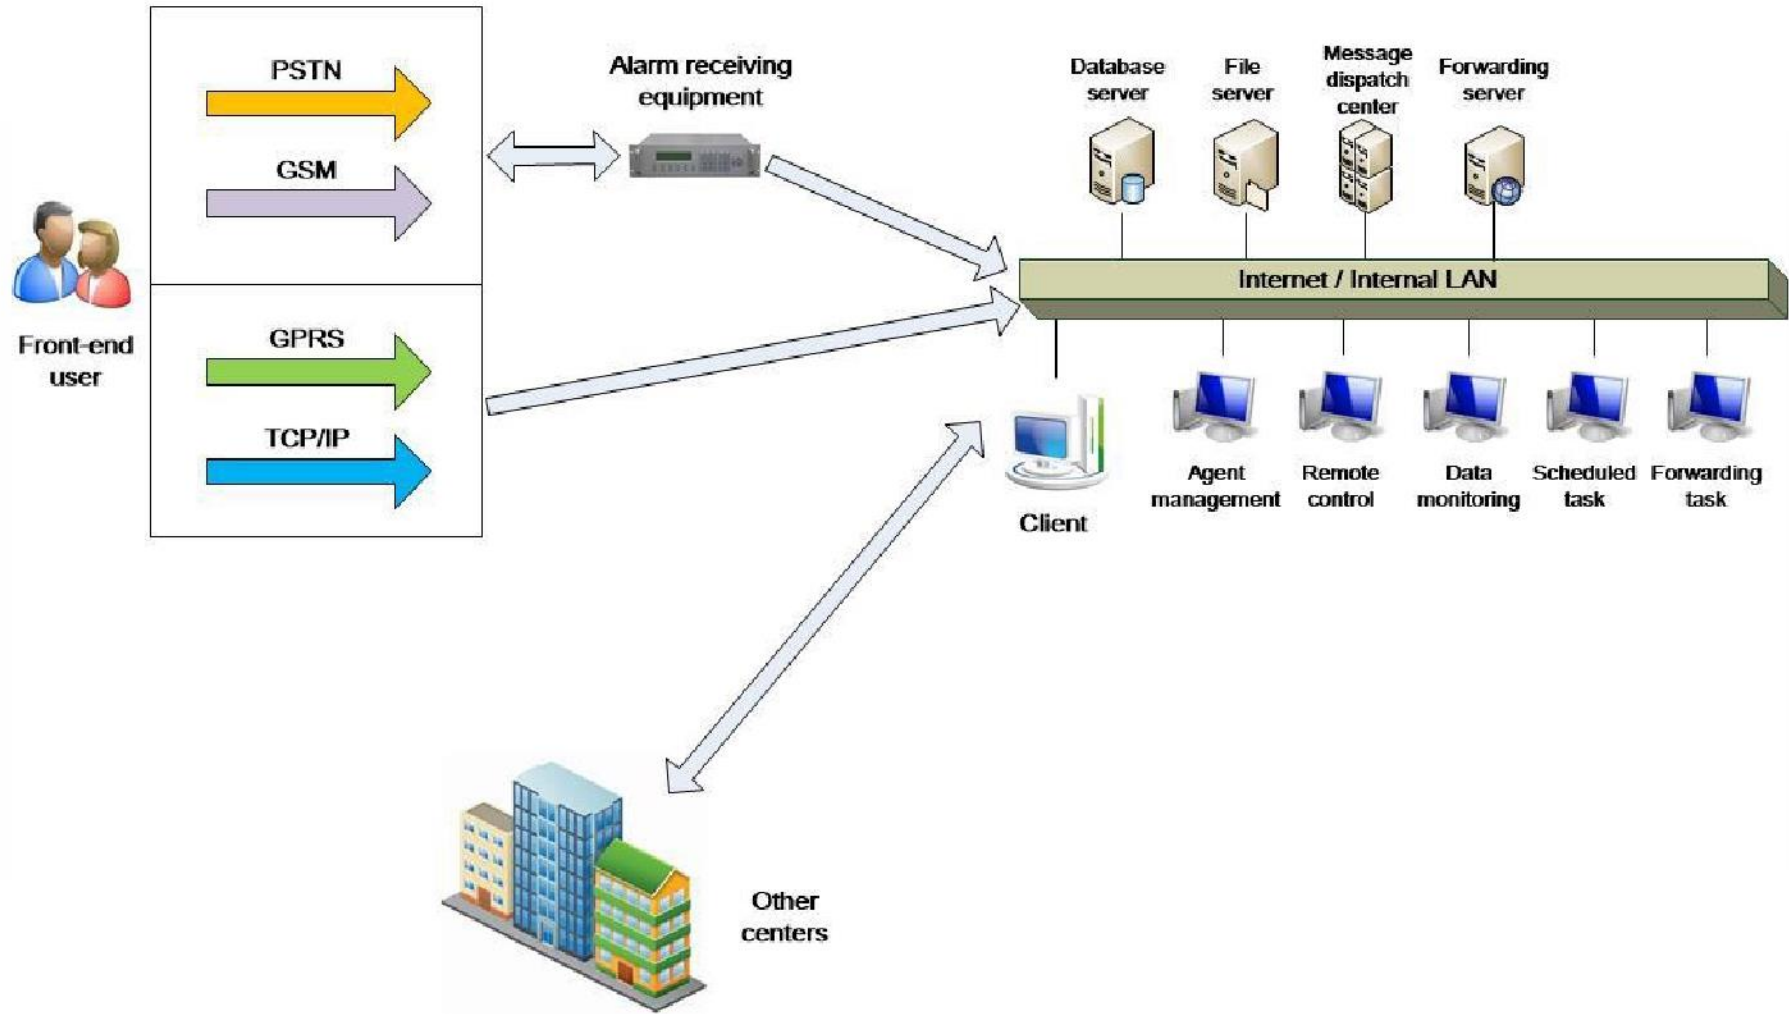 PSTN
GSM
GPRS
TCP/IP
Front-end
user
Alarm receiving
equipment
Database
server
File
server
Message
dispatch
center
Forwarding
server
Internet / Internal LAN
Client
Agent
management
Remote
control
Data
monitoring
Scheduled
task
Forwarding
task
Other
centers